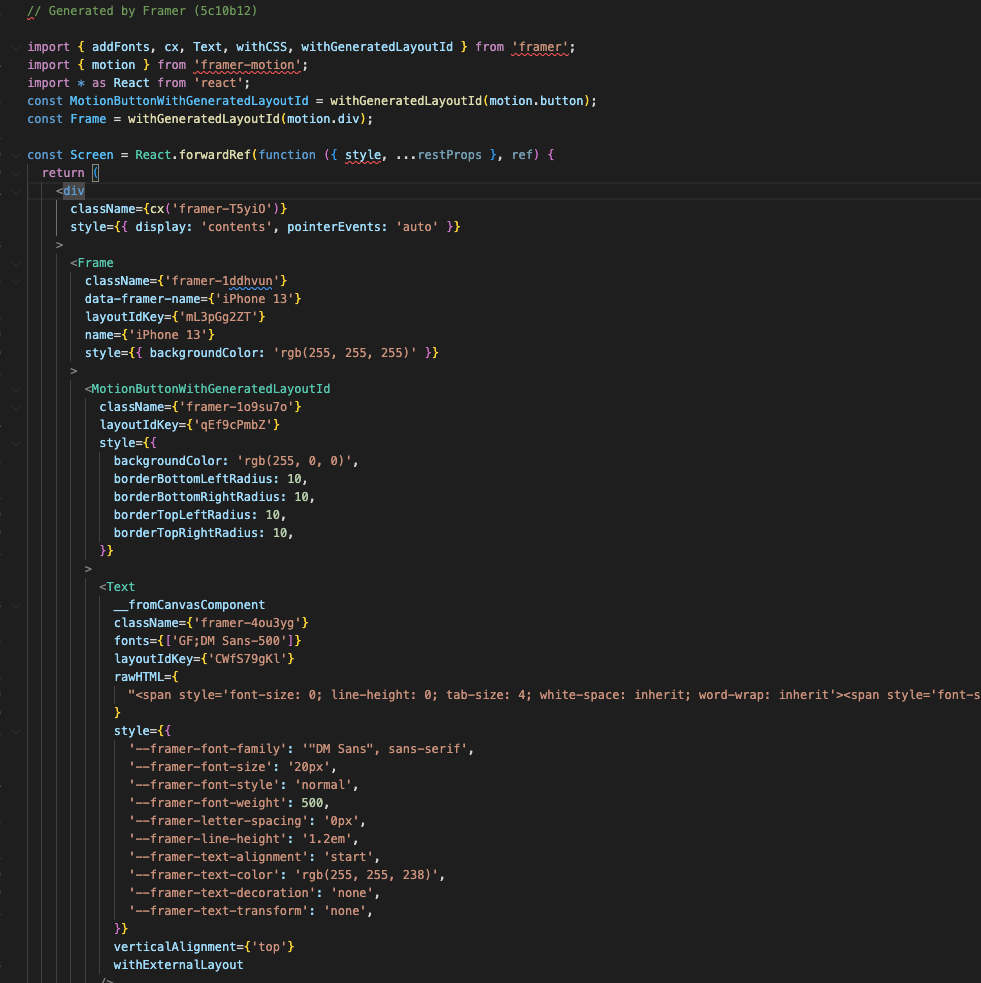 // Generated by Framer (5c10b12)
import { addFonts, cx, Text, withCSS, withGeneratedLayoutId } from 'framer';
import { motion } from 'framer-motion';
import * as React from 'react';
const MotionButtonWithGeneratedLayoutId = withGeneratedLayoutId(motion.button);
const Frame = withGeneratedLayoutId(motion.div);
const Screen = React.forwardRef(function ({ style, ...restProps }, ref) {
return (
<div
className={cx('framer-T5yiO')}
style={{ display: 'contents', pointerEvents: 'auto' }}
>
<Frame
className={'framer-1ddhvun'}
data-framer-name={'iPhone 13'}
layoutIdKey={'mL3pGg2ZT'}
name={'iPhone 13'}
style={{ backgroundColor: 'rgb(255, 255, 255)' }}
>
<MotionButtonWithGeneratedLayoutId
className={'framer-1o9su7o'}
layoutIdKey={'qEf9cPmbZ'}
style={{
backgroundColor: 'rgb(255, 0, 0)',
borderBottomLeftRadius: 10,
borderBottomRightRadius: 10,
borderTopLeftRadius: 10,
borderTopRightRadius: 10,
}}
>
<Text
__fromCanvasComponent
className={'framer-4ou3yg'}
fonts={['GF;DM Sans-500']}
layoutIdKey={'CWfS79gKl'}
rawHTML={
"<span style='font-size: 0; line-height: 0; tab-size: 4; white-space: inherit; word-wrap: inherit'><span style='font-s
}
style={{
'--framer-font-family': '"DM Sans", sans-serif',
'--framer-font-size': '20px',
'--framer-font-style': 'normal',
'--framer-font-weight': 500,
'--framer-letter-spacing': '0px',
'--framer-line-height': '1.2em',
'--framer-text-alignment': 'start',
'--framer-text-color': 'rgb(255, 255, 238)',
'--framer-text-decoration': 'none',
'--framer-text-transform': 'none',
}}
verticalAlignment={'top'}
withExternalLayout
/>